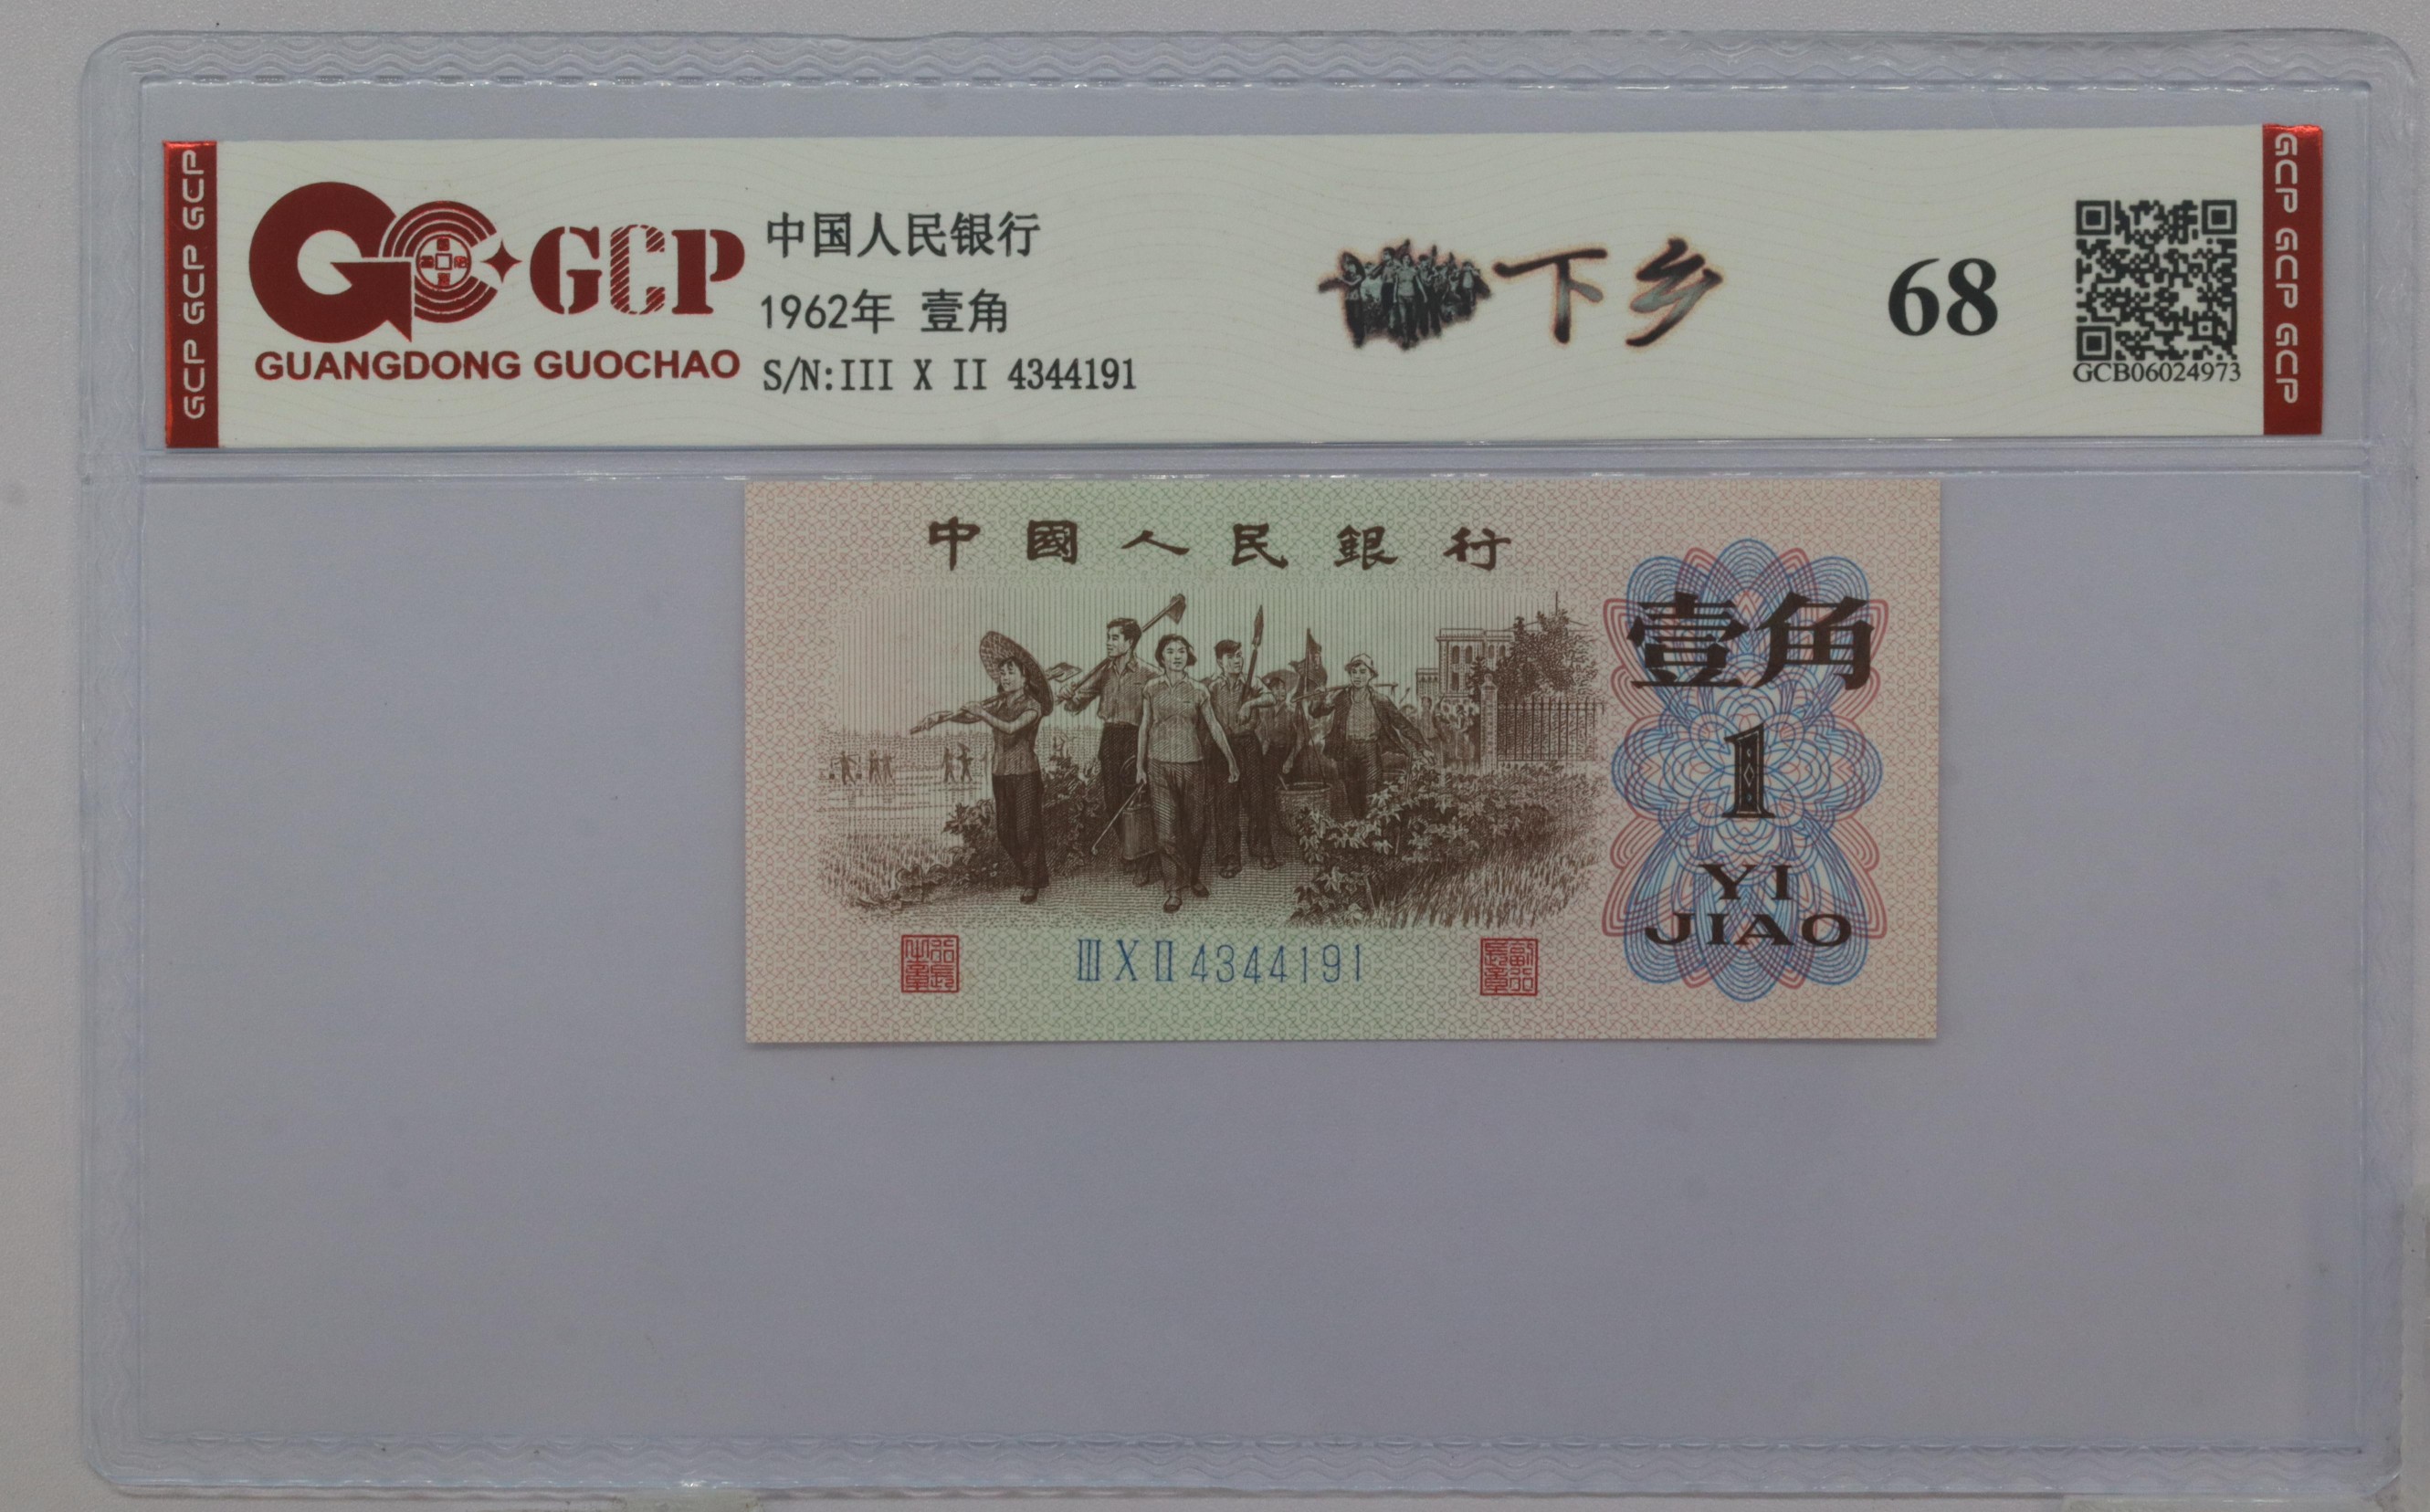 GCP GCP GCP
GCP
GUANGDONG GUOCHAO
中国人民银行
1962年 壹角
S/N:III X II 4344191
下乡
68
GCB06024973
GCP GCP GCP
中國人民銀行
壹角
1
YI
JIAO
III X II 4344191